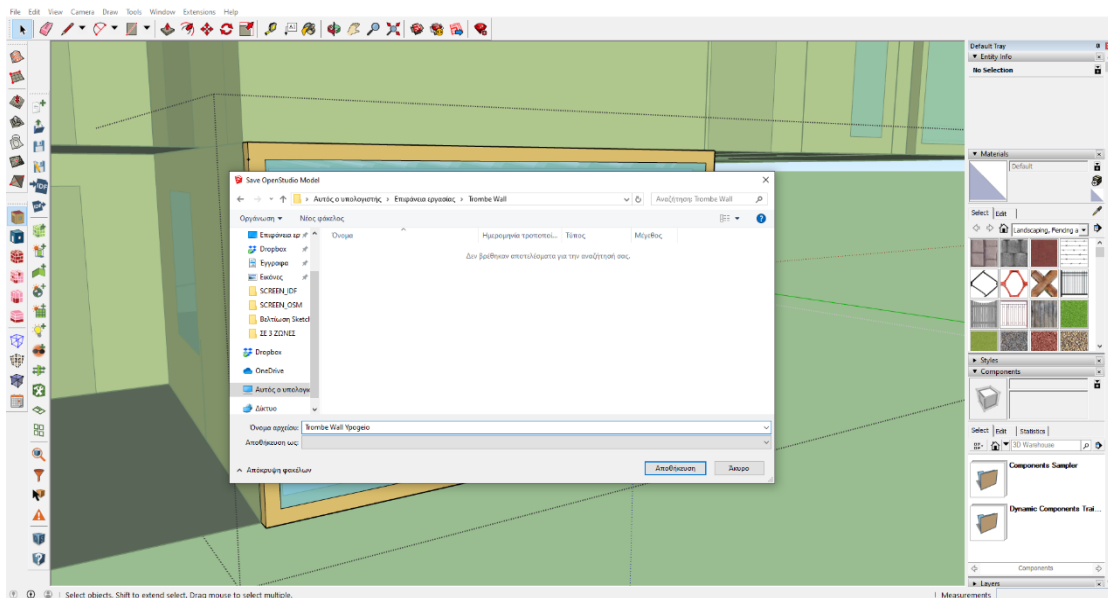 File Edit View Camera Draw Tools Window Extensions Help
Default Tray
Entity Info
No Selection
Materials
Default
Select Edit
Landscaping, Fencing a
Styles
Components
Select Edit Statistics
3D Warehouse
Components Sampler
Dynamic Components Trai...
Components
Layers
Save OpenStudio Model
Αυτός ο υπολογιστής > Επιφάνεια εργασίας > Trombe Wall
Αναζήτηση: Trombe Wall
Οργάνωση Νέος φάκελος
Επιφάνεια ερ
Dropbox
Έγγραφα
Εικόνες
SCREEN_IDF
SCREEN_OSM
Βελτίωση Sketch
ΣΕ 3 ΖΩΝΕΣ
Dropbox
OneDrive
Αυτός ο υπολογι
Δίκτυο
Όνομα Ημερομηνία τροποποί... Τύπος Μέγεθος
Δεν βρέθηκαν αποτελέσματα για την αναζήτησή σας.
Όνομα αρχείου: Trombe Wall Ypogeio
Αποθήκευση ως:
Απόκρυψη φακέλων
Αποθήκευση Άκυρο
Select objects. Shift to extend select. Drag mouse to select multiple.
Measurements